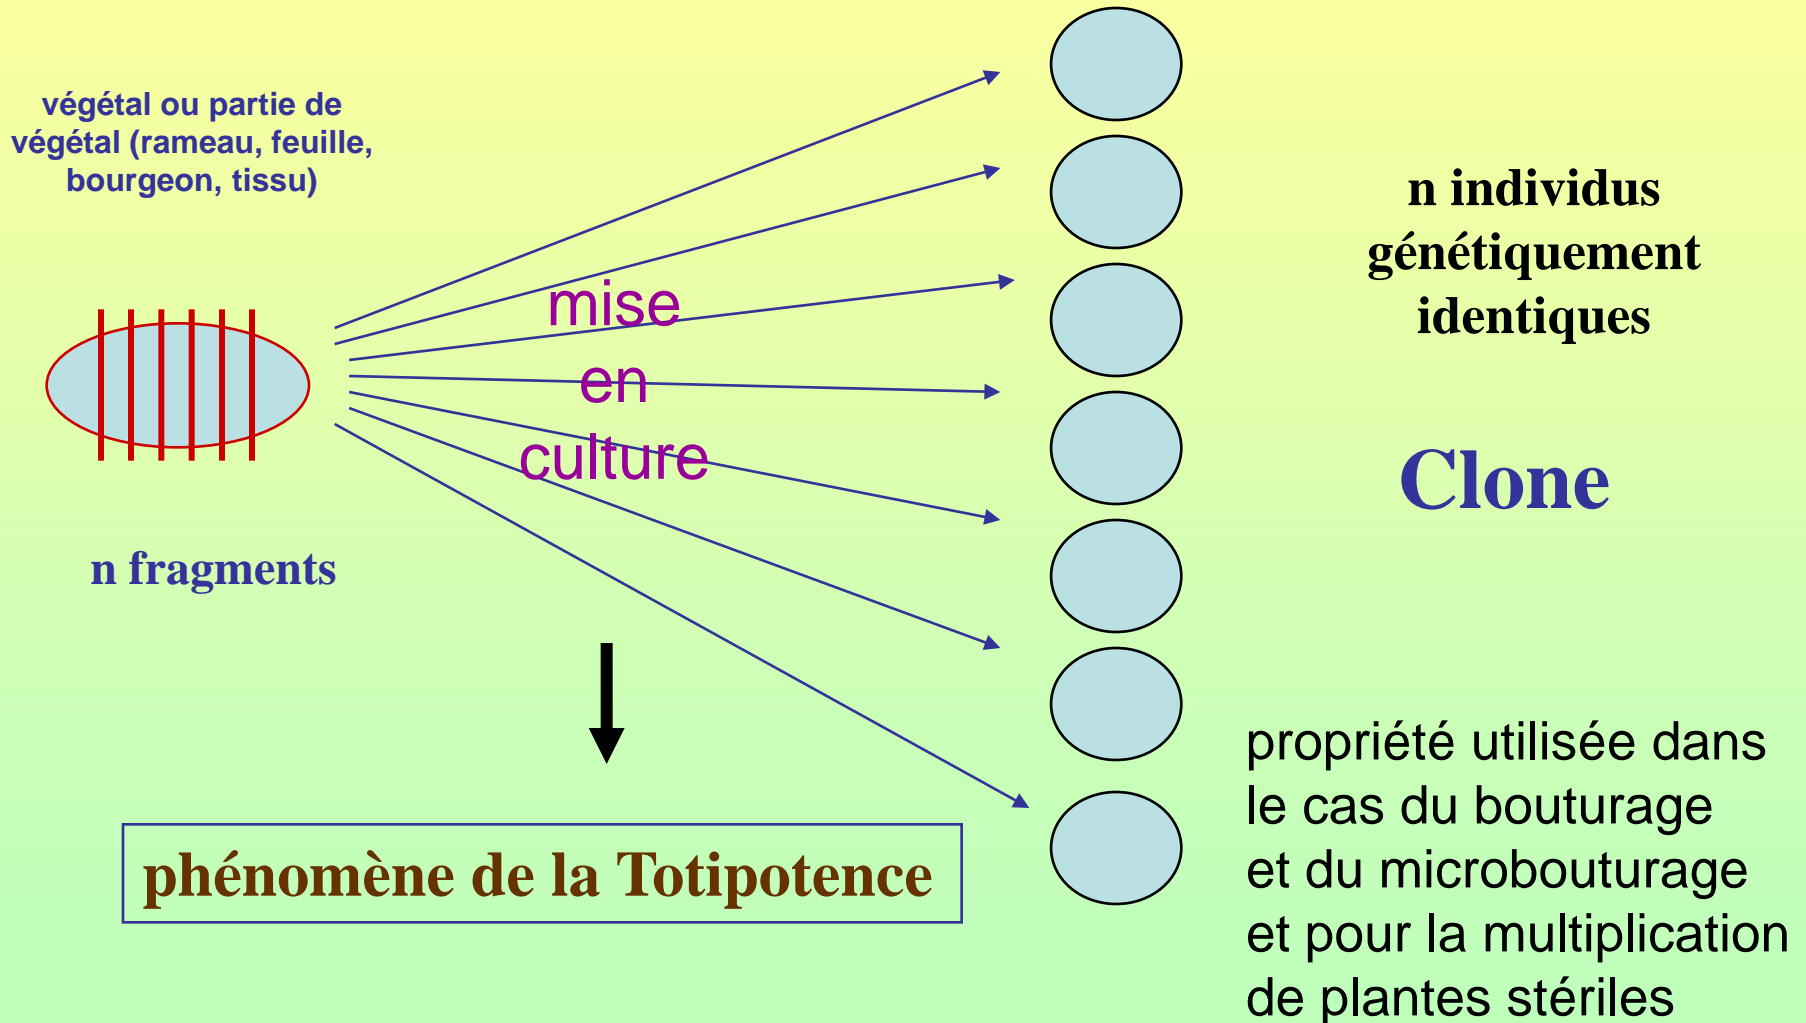 végétal ou partie de
végétal (rameau, feuille,
bourgeon, tissu)
n fragments
mise
en
culture
phénomène de la Totipotence
n individus
génétiquement
identiques
Clone
propriété utilisée dans
le cas du bouturage
et du microbouturage
et pour la multiplication
de plantes stériles